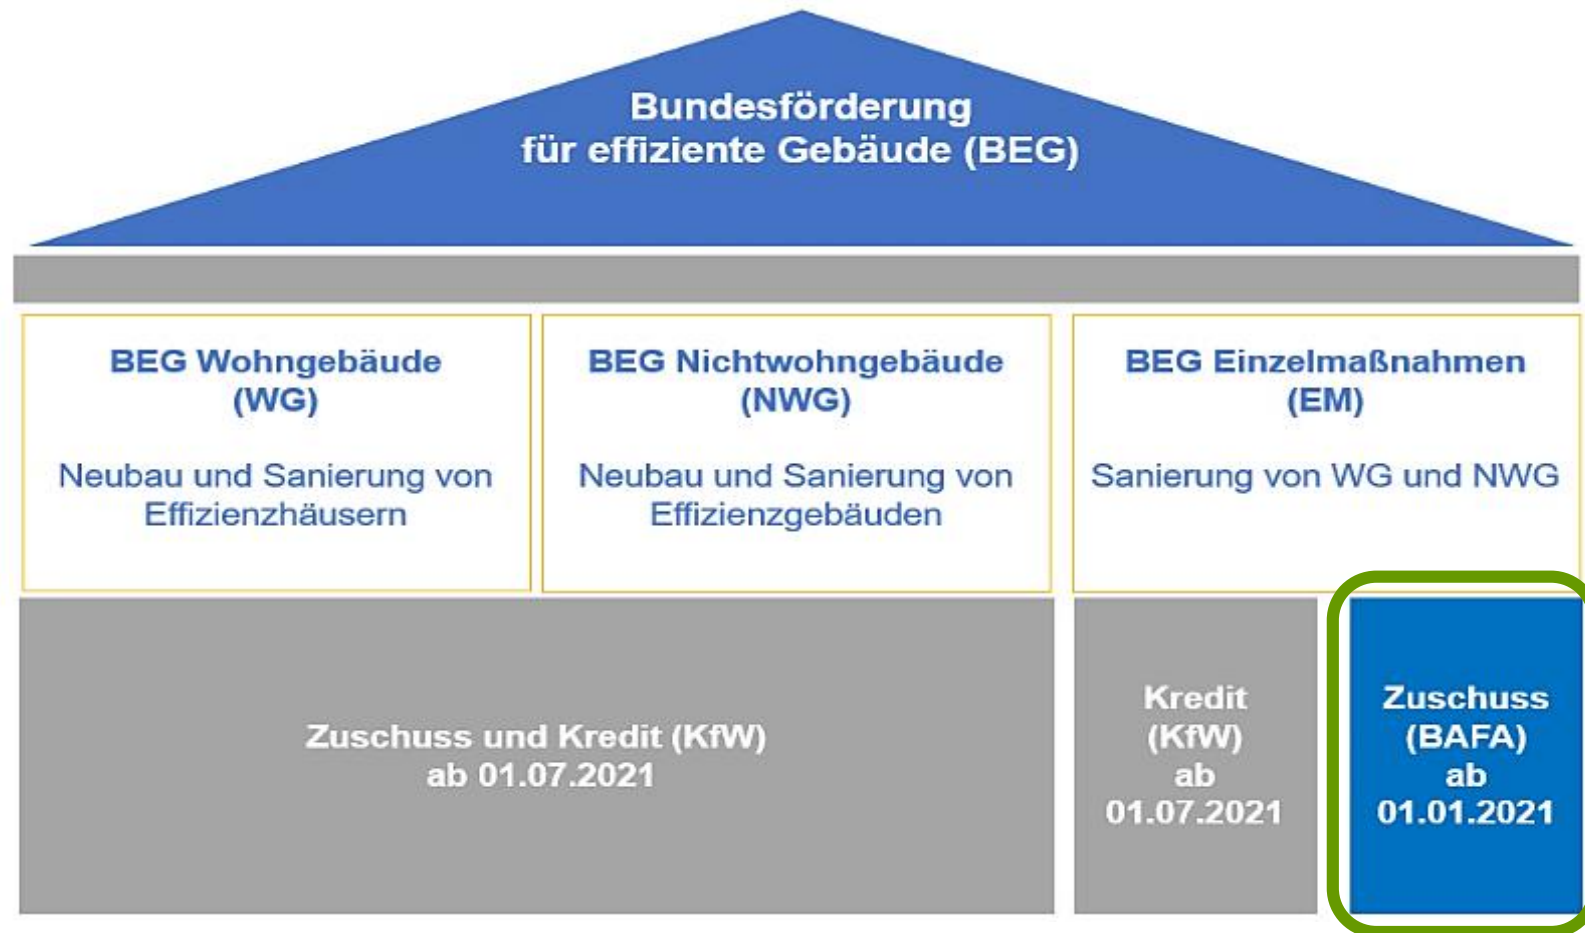 Bundesförderung
für effiziente Gebäude (BEG)
BEG Wohngebäude
(WG)
Neubau und Sanierung von
Effizienzhäusern
BEG Nichtwohngebäude
(NWG)
Neubau und Sanierung von
Effizienzgebäuden
BEG Einzelmaßnahmen
(EM)
Sanierung von WG und NWG
Zuschuss und Kredit (KfW)
ab 01.07.2021
Kredit
(KfW)
ab
01.07.2021
Zuschuss
(BAFA)
ab
01.01.2021